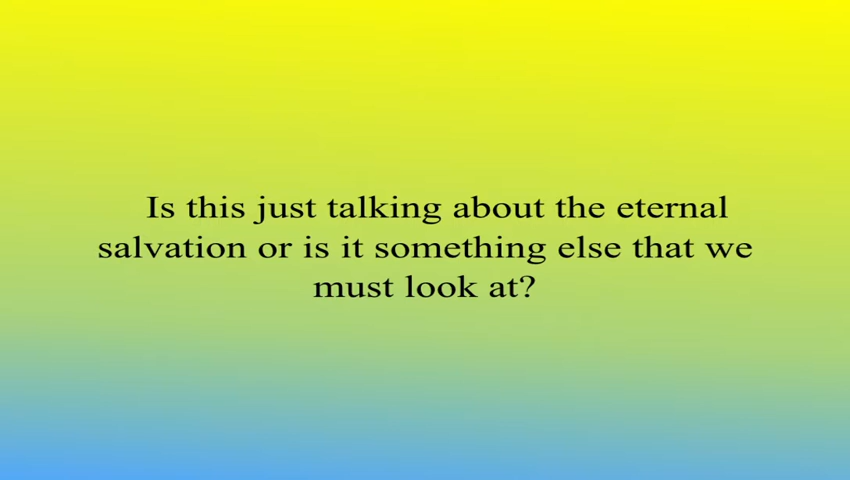 Is this just talking about the eternal
salvation or is it something else that we
must look at?